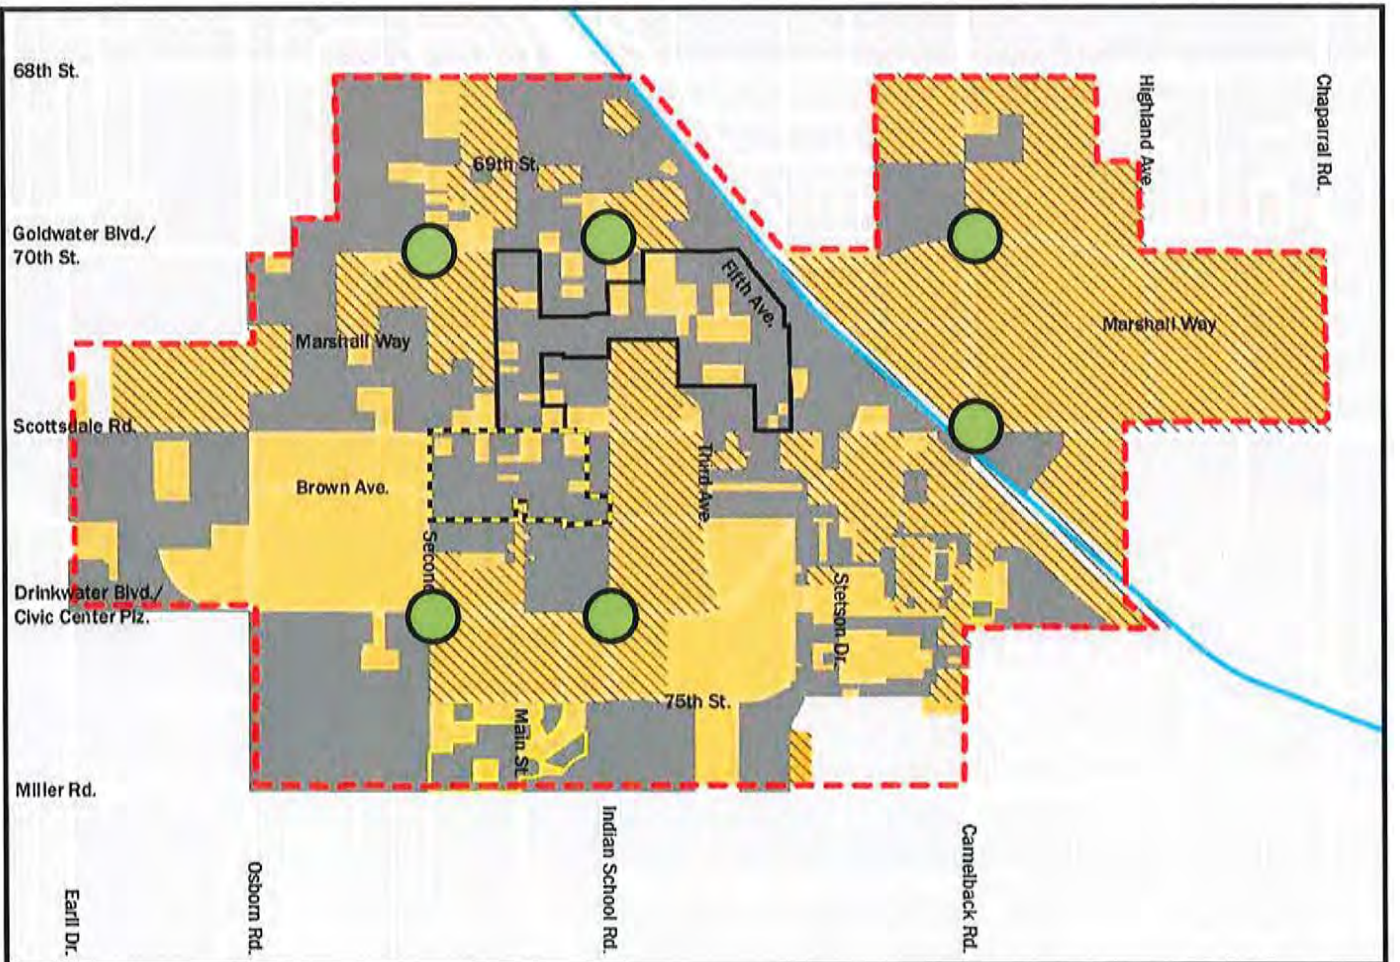 68th St.
Highland Ave.
Chaparral Rd.
69th St.
Goldwater Blvd./
70th St.
Fifth Ave.
Marshall Way
Marshall Way
Scottsdale Rd.
Third Ave.
Brown Ave.
Second
Drinkwater Blvd./
Civic Center Plz.
Stetson Dr.
75th St.
Main St.
Miller Rd.
Indian School Rd.
Camelback Rd.
Osborn Rd.
Earll Dr.